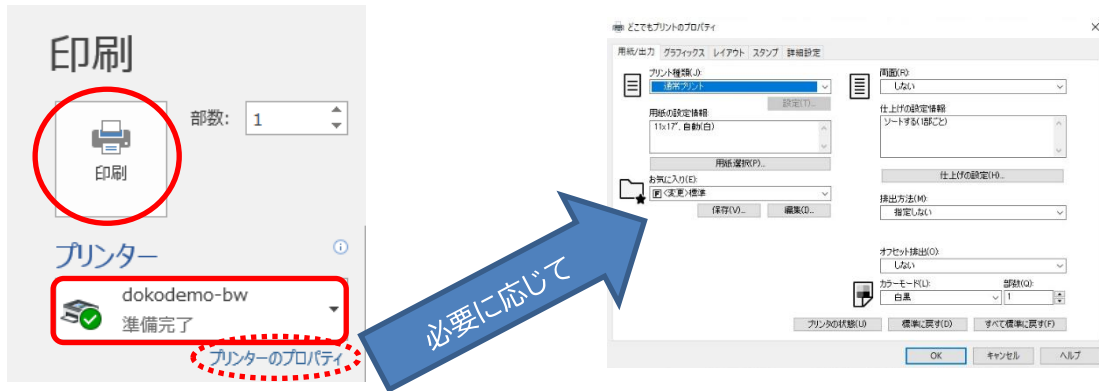 印刷
印刷
部数: 1
プリンター
dokodemo-bw
準備完了
プリンターのプロパティ
必要に応じて
どこでもプリントのプロパティ
用紙/出力 グラフィックス レイアウト スタンプ 詳細設定
プリント種類(J):
通常プリント
設定(T)...
用紙の設定情報
11x17", 自動(白)
用紙選択(P)...
お気に入り(E):
<変更>標準
保存(V)...
編集(I)...
両面(R):
しない
仕上げの設定情報
ソートする(1部ごと)
仕上げの設定(H)...
排出方法(M):
指定しない
オフセット排出(O):
しない
カラーモード(L):
白黒
部数(Q):
1
プリンタの状態(U)
標準に戻す(D)
すべて標準に戻す(F)
OK
キャンセル
ヘルプ